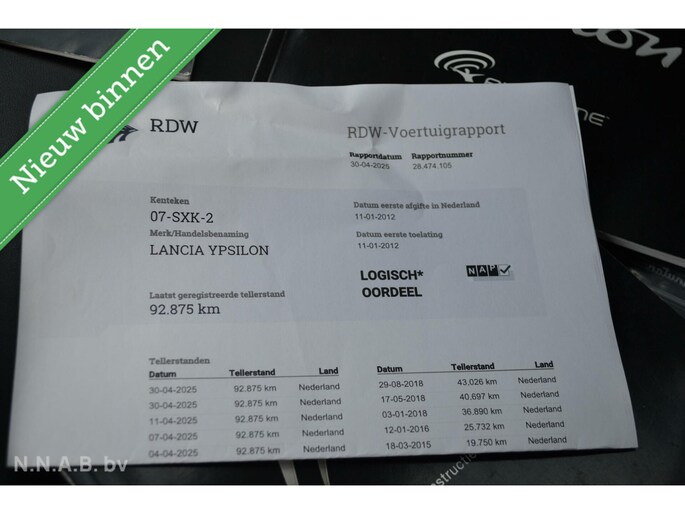 Nieuw binnen
RDW
RDW-Voertuigrapport
Rapportdatum Rapportnummer
30-04-2025 28.474.105
Kenteken
07-SXK-2
Merk/Handelsbenaming
LANCIA YPSILON
Datum eerste afgifte in Nederland
11-01-2012
Datum eerste toelating
11-01-2012
Laatst geregistreerde tellerstand
92.875 km
LOGISCH*
OORDEEL
NAP
Tellerstanden
Datum Tellerstand Land
30-04-2025 92.875 km Nederland
30-04-2025 92.875 km Nederland
11-04-2025 92.875 km Nederland
07-04-2025 92.875 km Nederland
04-04-2025 92.875 km Nederland
Datum Tellerstand Land
29-08-2018 43.026 km Nederland
17-05-2018 40.697 km Nederland
03-01-2018 36.890 km Nederland
12-01-2016 25.732 km Nederland
18-03-2015 19.750 km Nederland
N.N.A.B. bv